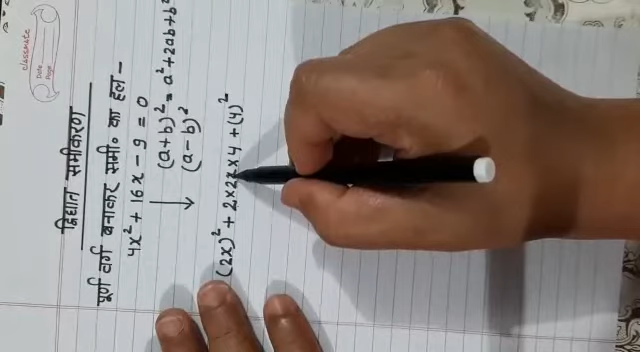 classmate
Date
Page
द्विघात समीकरण
पूर्ण वर्ग बनाकर समी० का हल -
4x² + 16x - 9 = 0
(a+b)² = a²+2ab+b²
(a-b)²
(2x)² + 2×2x×4 + (4)²